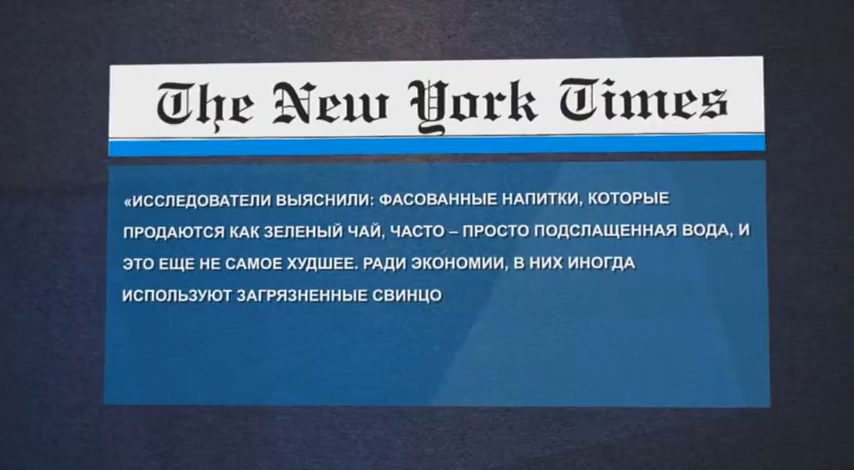 The New York Times
«ИССЛЕДОВАТЕЛИ ВЫЯСНИЛИ: ФАСОВАННЫЕ НАПИТКИ, КОТОРЫЕ
ПРОДАЮТСЯ КАК ЗЕЛЕНЫЙ ЧАЙ, ЧАСТО – ПРОСТО ПОДСЛАЩЕННАЯ ВОДА, И
ЭТО ЕЩЕ НЕ САМОЕ ХУДШЕЕ. РАДИ ЭКОНОМИИ, В НИХ ИНОГДА
ИСПОЛЬЗУЮТ ЗАГРЯЗНЕННЫЕ СВИНЦО